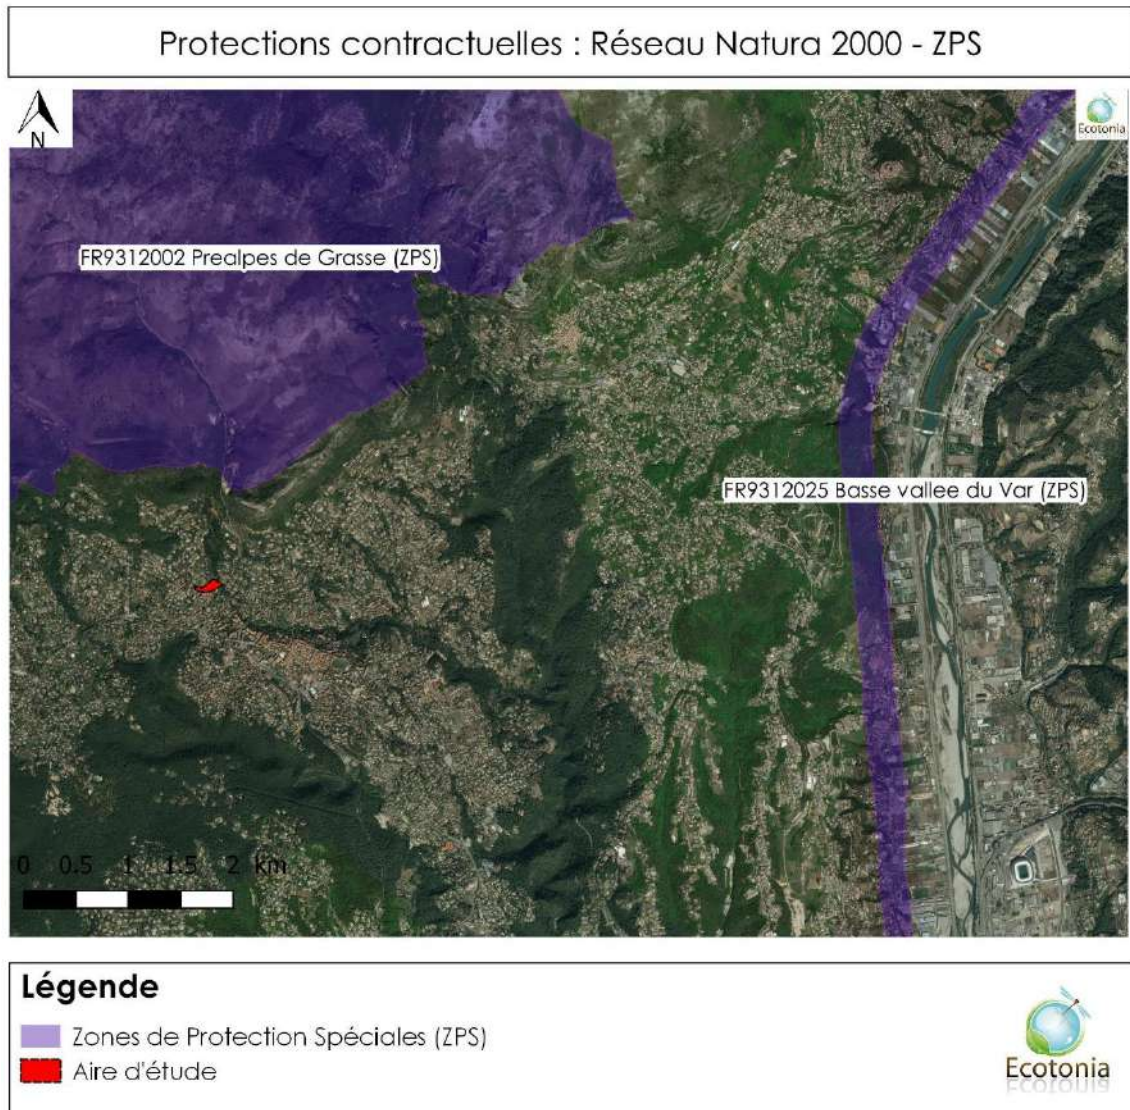 Protections contractuelles : Réseau Natura 2000 - ZPS
N
Ecotonia
FR9312002 Prealpes de Grasse (ZPS)
FR9312025 Basse vallee du Var (ZPS)
0 0.5 1 1.5 2 km
Légende
Zones de Protection Spéciales (ZPS)
Aire d'étude
Ecotonia